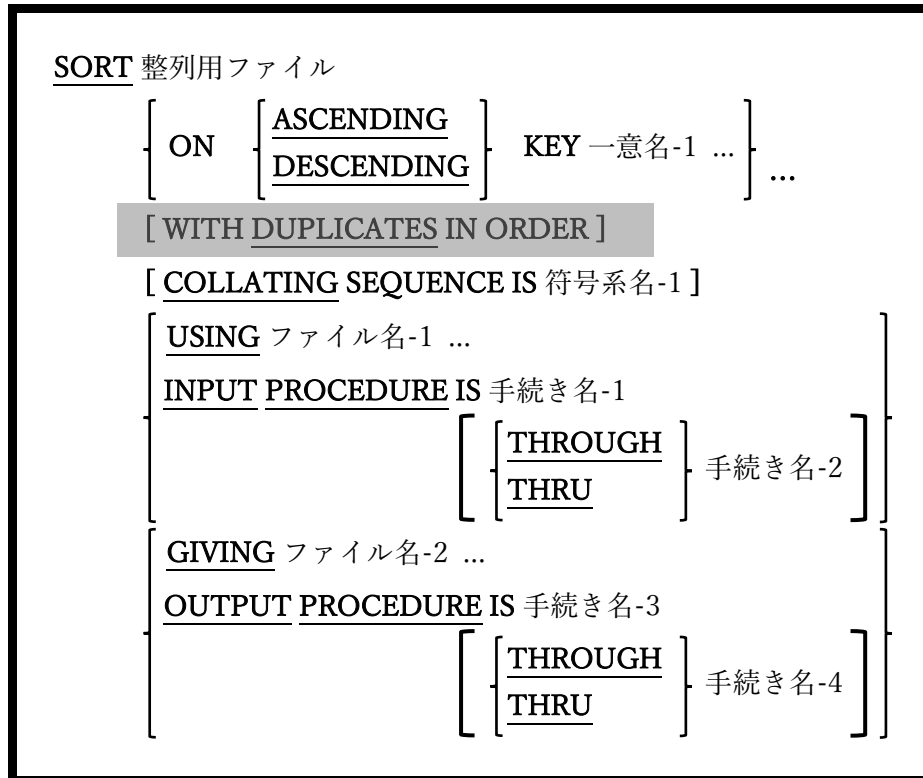 SORT 整列用ファイル
ON ASCENDING DESCENDING KEY 一意名-1 ... ...
[ WITH DUPLICATES IN ORDER ]
[ COLLATING SEQUENCE IS 符号系名-1 ]
USING ファイル名-1 ...
INPUT PROCEDURE IS 手続き名-1
THROUGH
THRU
手続き名-2
GIVING ファイル名-2 ...
OUTPUT PROCEDURE IS 手続き名-3
THROUGH
THRU
手続き名-4